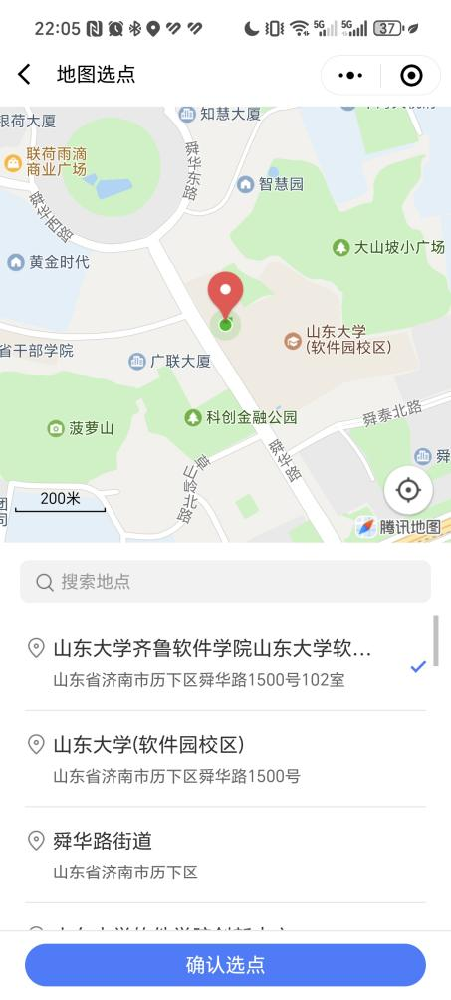 22:05
5G
5G
37
地图选点
银荷大厦
知慧大厦
联荷雨滴
商业广场
舜华东路
智慧园
舜华西路
大山坡小广场
黄金时代
山东大学
(软件园校区)
省干部学院
广联大厦
科创金融公园
舜泰北路
菠萝山
舜华路
草山岭北路
舜
200米
腾讯地图
搜索地点
山东大学齐鲁软件学院山东大学软...
山东省济南市历下区舜华路1500号102室
山东大学(软件园校区)
山东省济南市历下区舜华路1500号
舜华路街道
山东省济南市历下区
确认选点